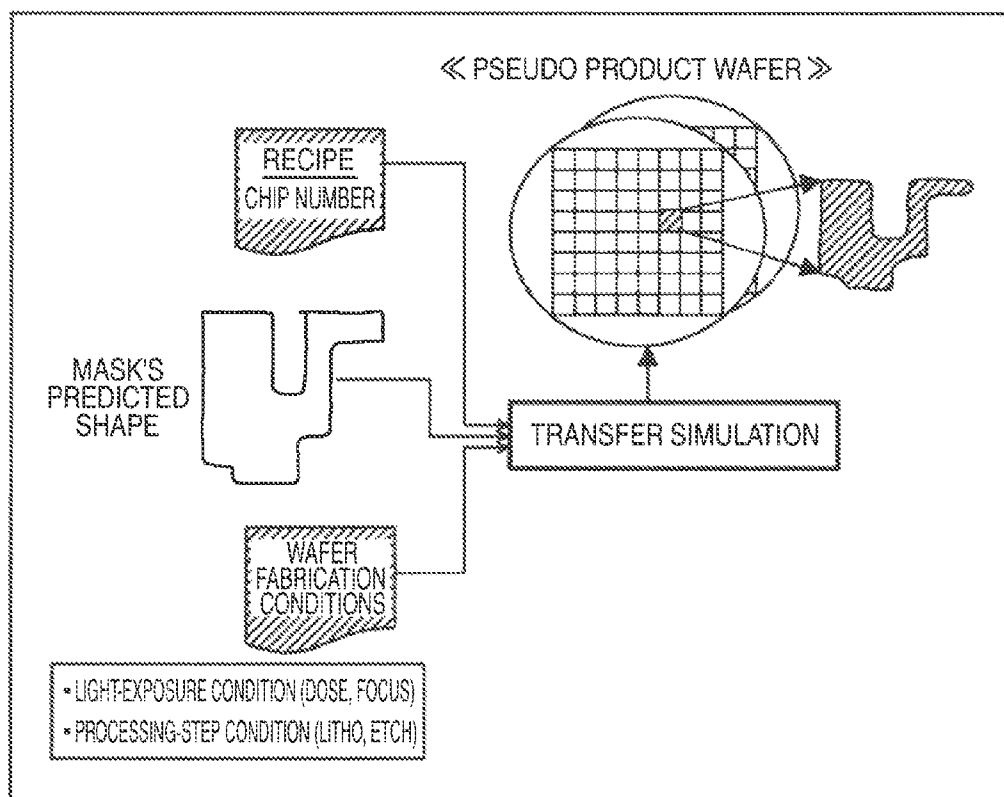 ≪ PSEUDO PRODUCT WAFER ≫
RECIPE
CHIP NUMBER
MASK'S
PREDICTED
SHAPE
TRANSFER SIMULATION
WAFER
FABRICATION
CONDITIONS
* LIGHT-EXPOSURE CONDITION (DOSE, FOCUS)
* PROCESSING-STEP CONDITION (LITHO, ETCH)